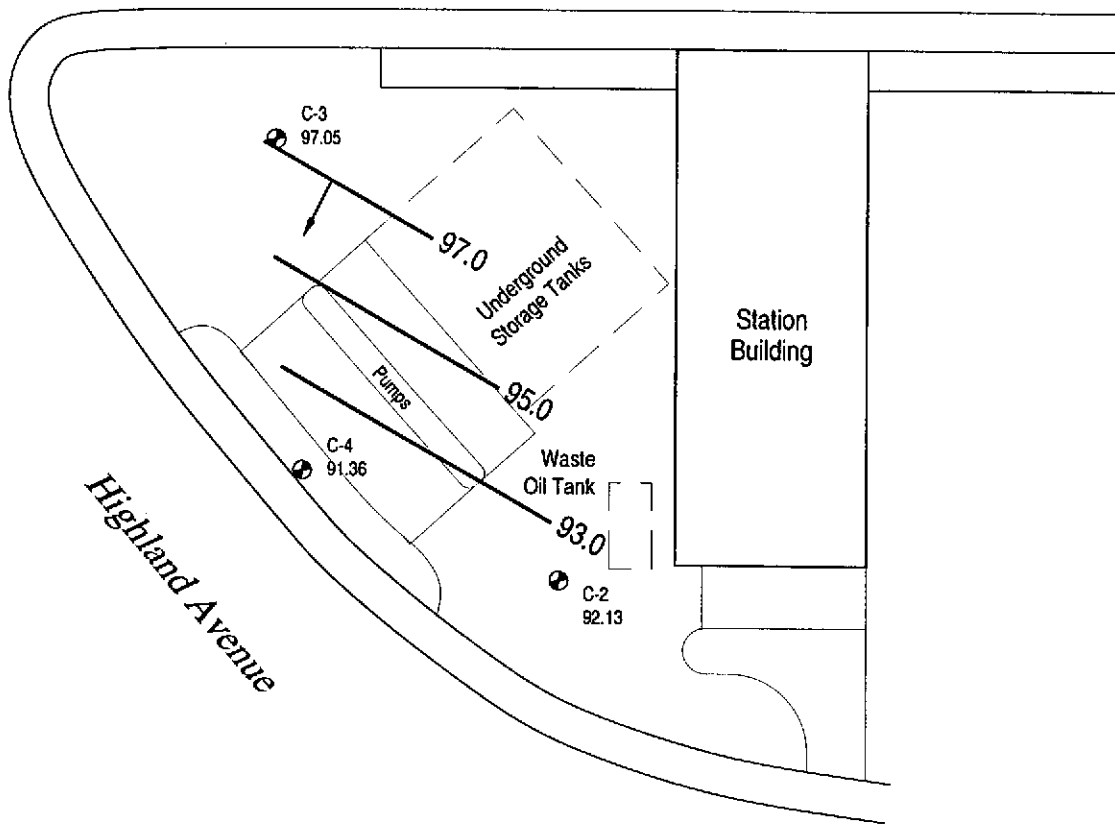 C-3
97.05
97.0
Underground
Storage Tanks
Station
Building
Pumps
95.0
C-4
91.36
Waste
Oil Tank
93.0
C-2
92.13
Highland Avenue